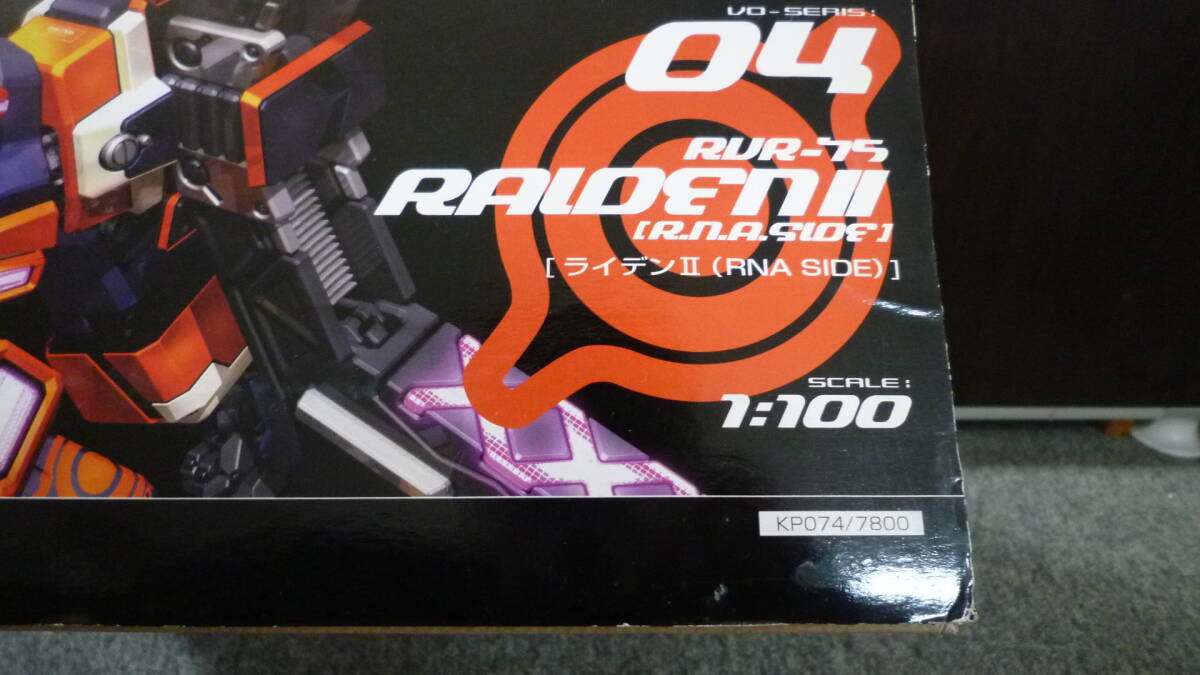 VO-SERIS:
04
RVR-75
RAIDEN II
[R.N.A.SIDE]
[ ライデンⅡ（RNA SIDE）]
SCALE:
1:100
KP074/7800